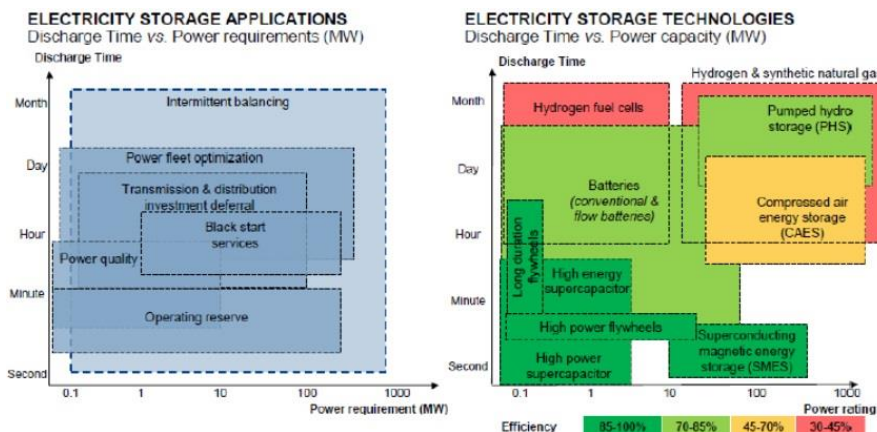 ELECTRICITY STORAGE APPLICATIONS
Discharge Time vs. Power requirements (MW)
Discharge Time
Month
Day
Hour
Minute
Second
Intermittent balancing
Power fleet optimization
Transmission & distribution
investment deferral
Black start
services
Power quality
Operating reserve
0.1
1
10
100
1000
Power requirement (MW)
ELECTRICITY STORAGE TECHNOLOGIES
Discharge Time vs. Power capacity (MW)
Discharge Time
Hydrogen & synthetic natural ga
Month
Day
Hour
Minute
Second
Hydrogen fuel cells
Pumped hydro
storage (PHS)
Batteries
(conventional &
flow batteries)
Compressed air
energy storage
(CAES)
Long duration
flywheels
High energy
supercapacitor
High power flywheels
High power
supercapacitor
Superconducting
magnetic energy
storage (SMES)
0.1
1
10
100
1000
Power rating
Efficiency
85-100%
70-85%
45-70%
30-45%